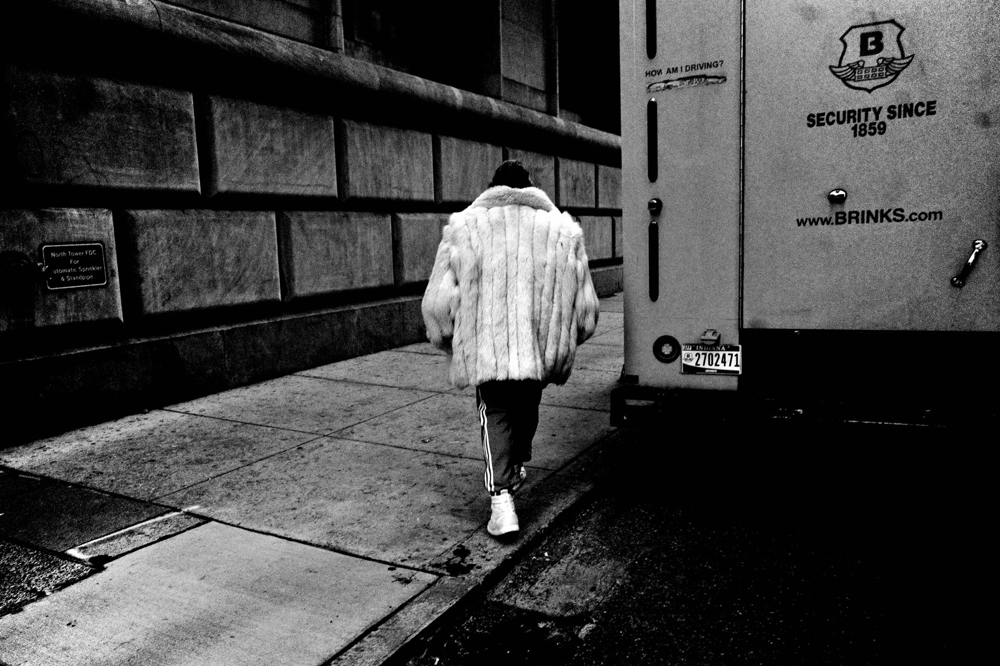 North Tower FDC
For
utomatic Sprinkler
& Standpipe
HOW AM I DRIVING?
B
SECURITY SINCE
1859
www.BRINKS.com
INDIANA
2702471